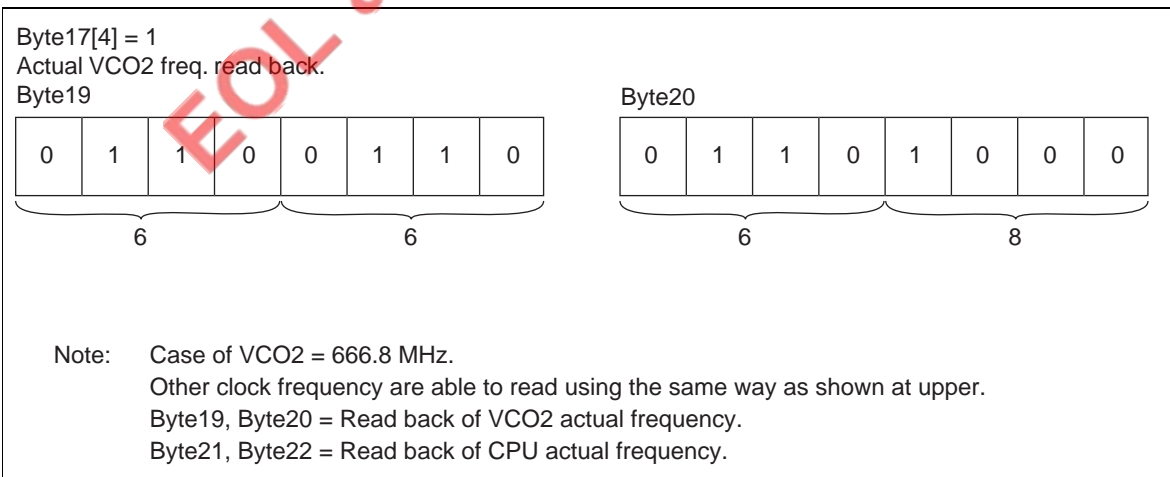 Byte17[4] = 1
Actual VCO2 freq. read back.
Byte19 Byte20
0 1 1 0 0 1 1 0 0 1 1 0 1 0 0 0
6 6 6 8
Note: Case of VCO2 = 666.8 MHz.
Other clock frequency are able to read using the same way as shown at upper.
Byte19, Byte20 = Read back of VCO2 actual frequency.
Byte21, Byte22 = Read back of CPU actual frequency.
EOL